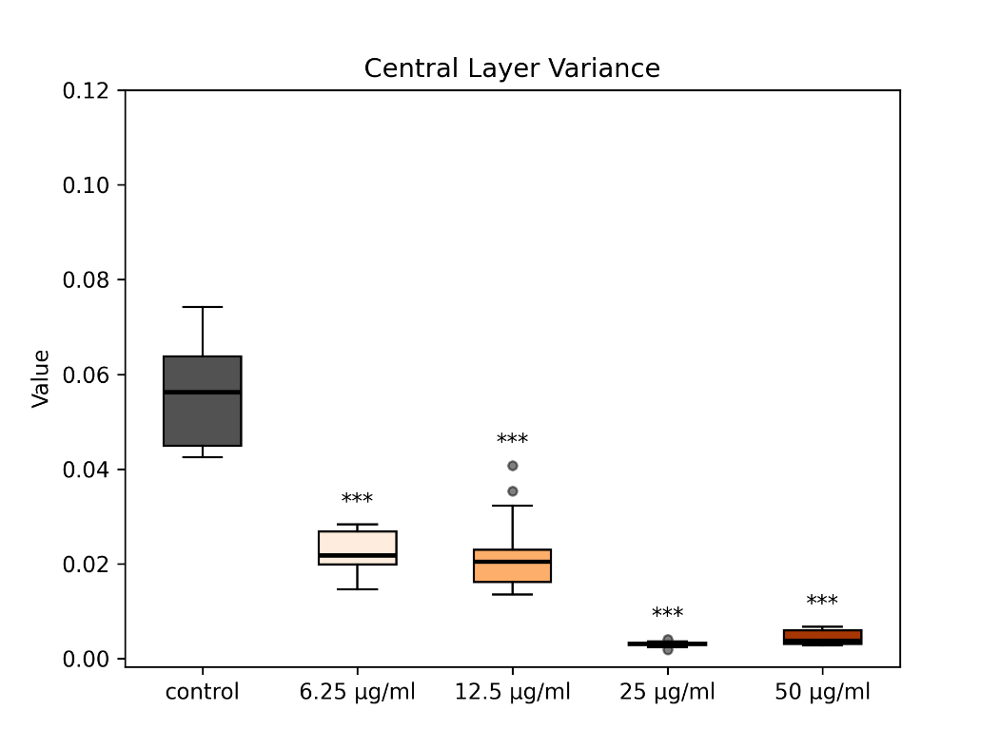 Central Layer Variance
0.12
0.10
0.08
0.06
0.04
0.02
0.00
Value
***
***
***
***
control
6.25 µg/ml
12.5 µg/ml
25 µg/ml
50 µg/ml